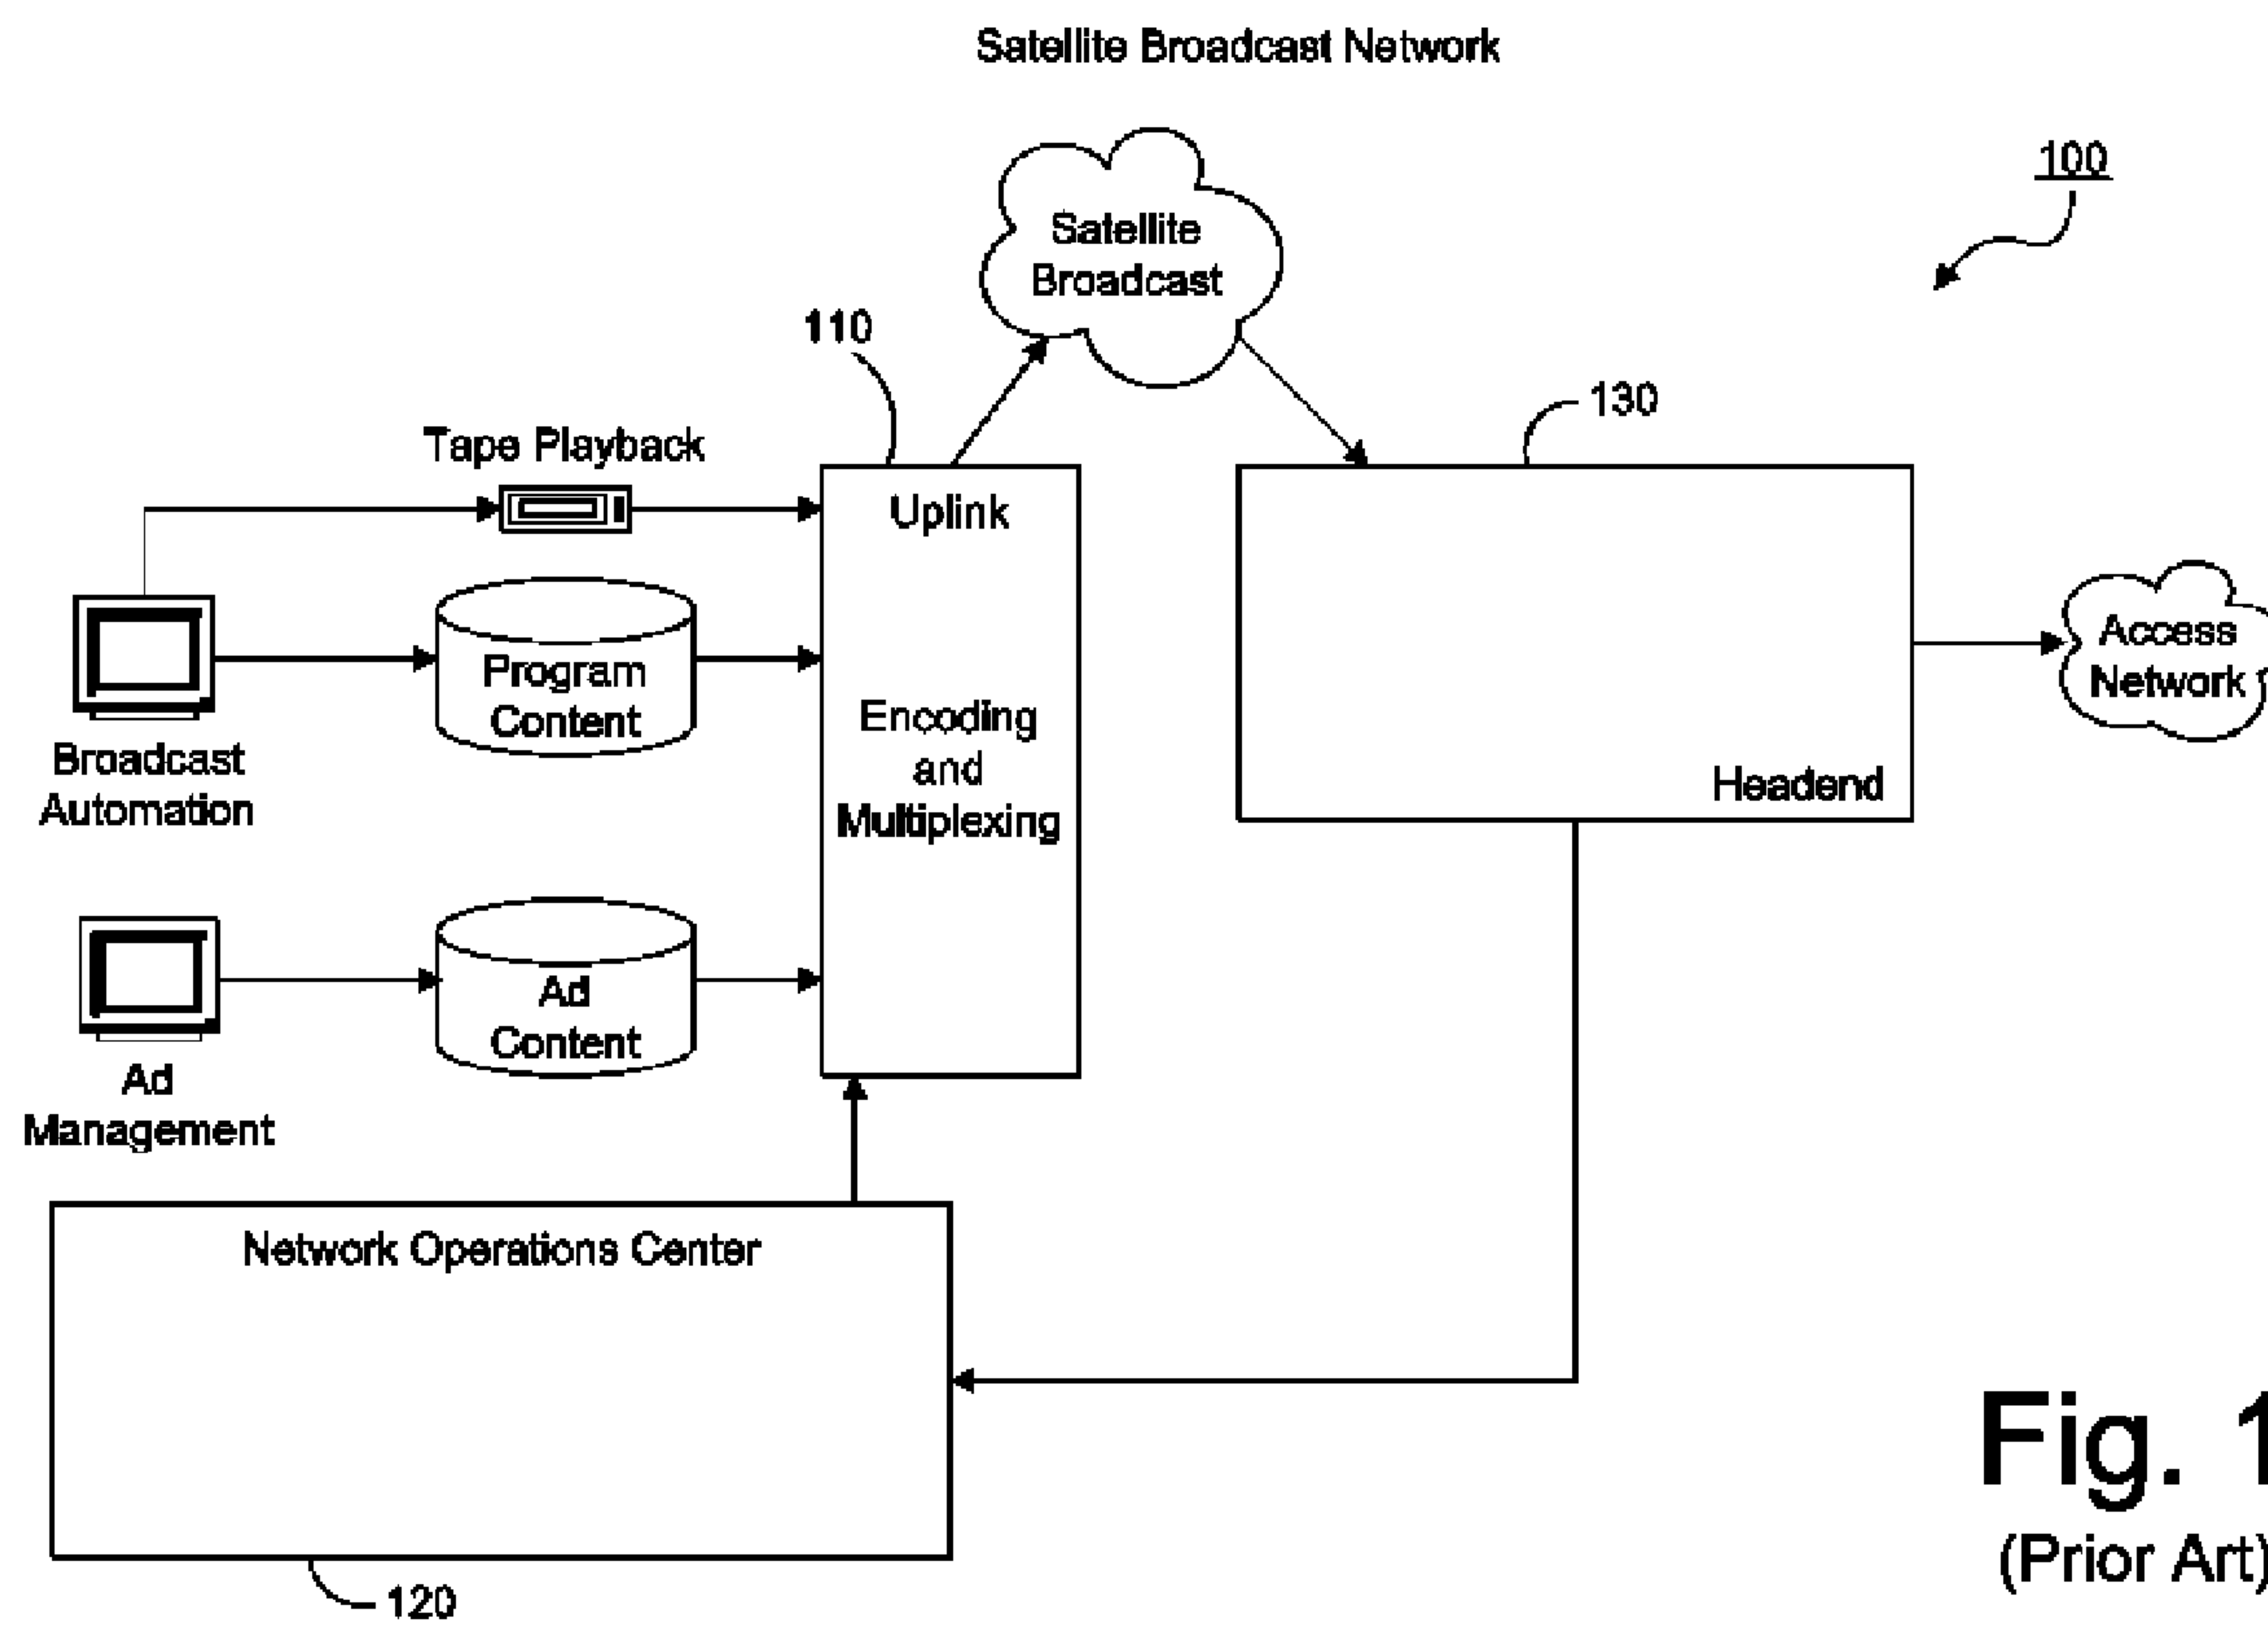 Satellite Broadcast Network
100
Satellite
Broadcast
110
130
Tape Playback
Uplink
Encoding
and
Multiplexing
Program
Content
Broadcast
Automation
Access
Network
Headend
Ad
Content
Ad
Management
Network Operations Center
120
Fig. 1
(Prior Art)